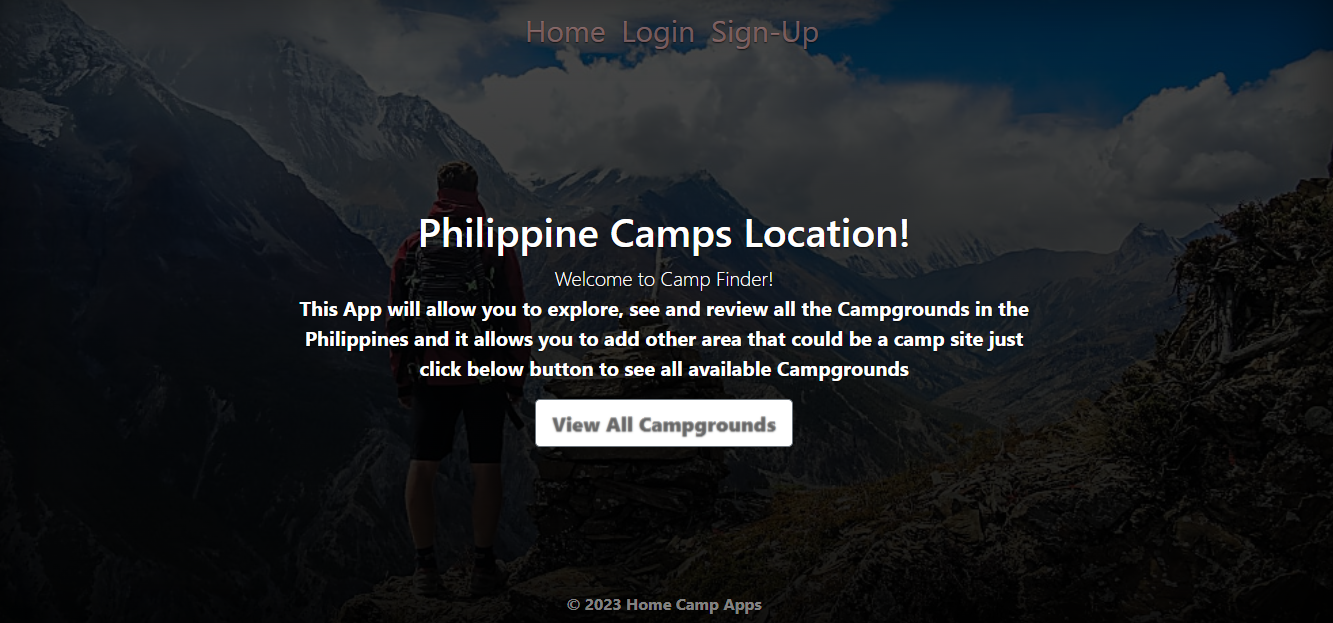 Home Login Sign-Up
Philippine Camps Location!
Welcome to Camp Finder!
This App will allow you to explore, see and review all the Campgrounds in the
Philippines and it allows you to add other area that could be a camp site just
click below button to see all available Campgrounds
View All Campgrounds
© 2023 Home Camp Apps